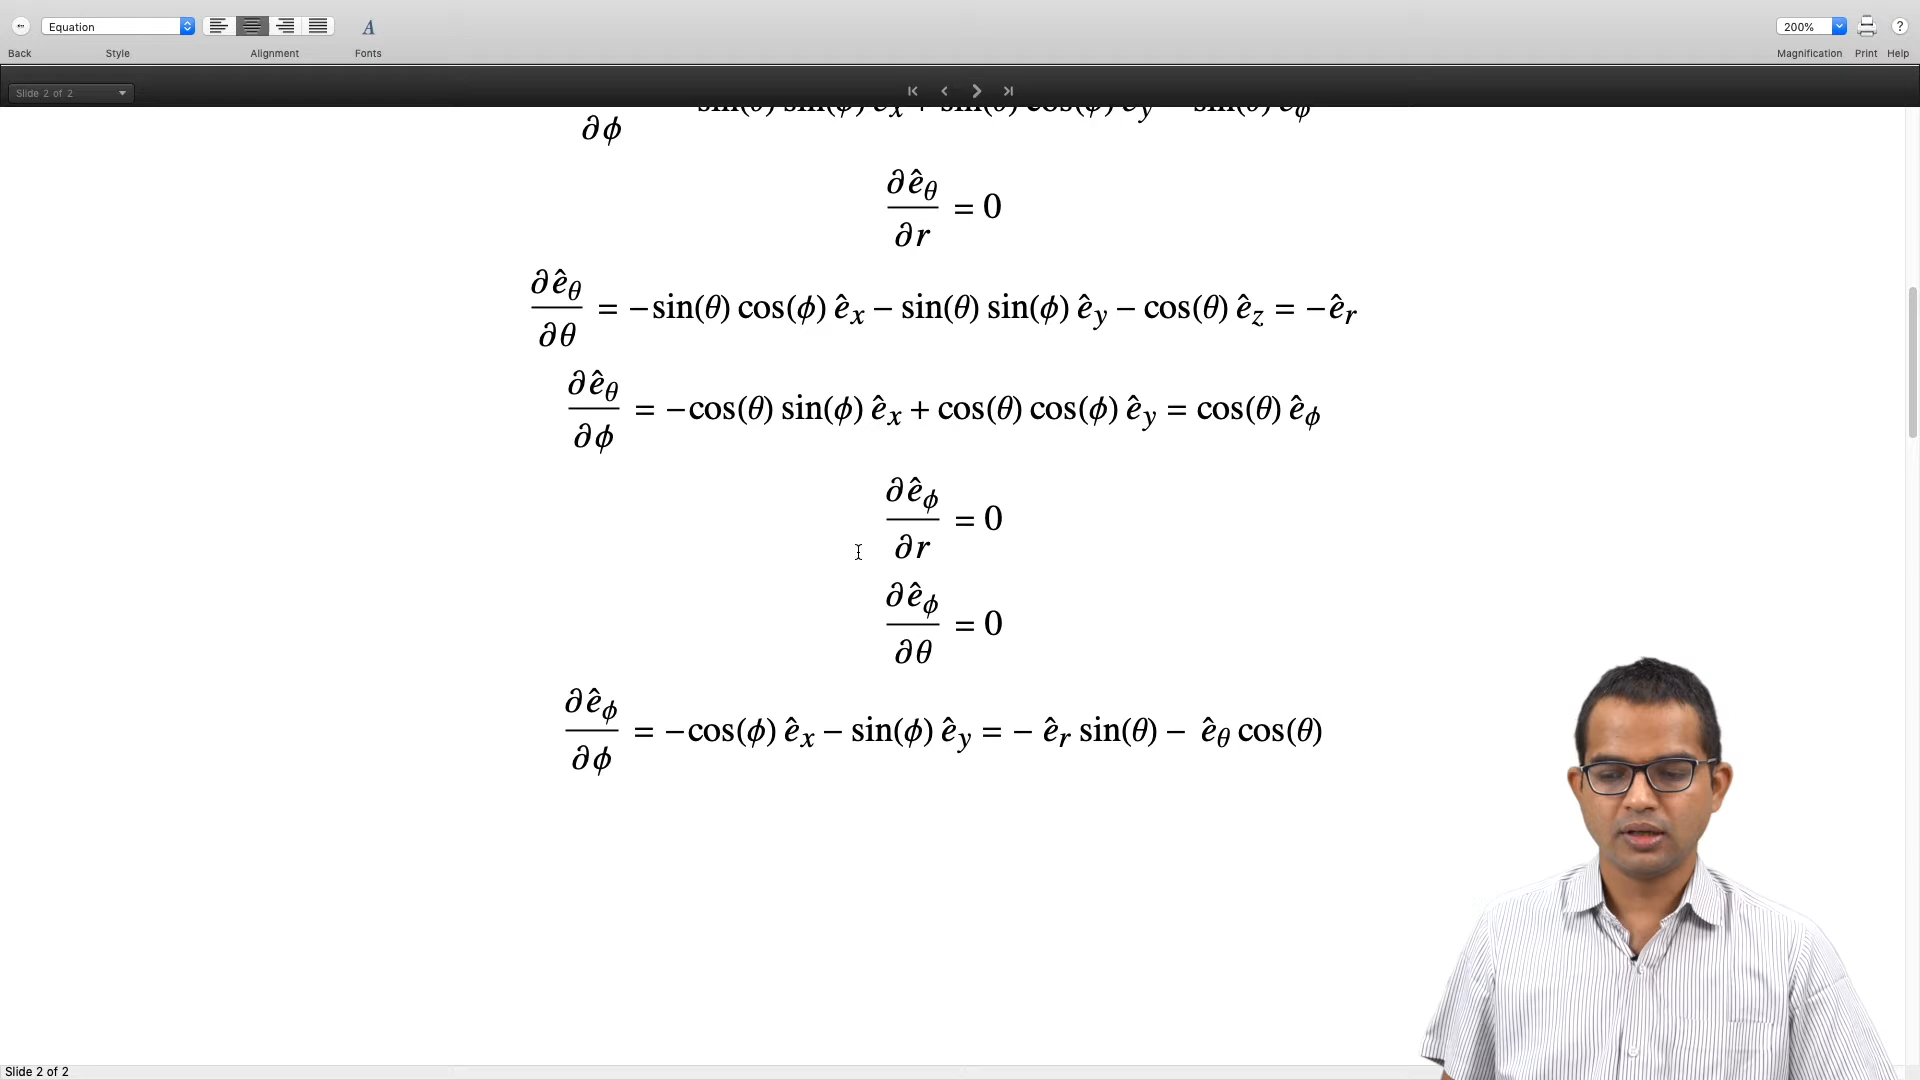 Equation
200%
Back Style Alignment Fonts Magnification Print Help
Slide 2 of 2
∂ϕ
∂ê_θ/∂r = 0
∂ê_θ/∂θ = −sin(θ) cos(ϕ) ê_x − sin(θ) sin(ϕ) ê_y − cos(θ) ê_z = −ê_r
∂ê_θ/∂ϕ = −cos(θ) sin(ϕ) ê_x + cos(θ) cos(ϕ) ê_y = cos(θ) ê_ϕ
∂ê_ϕ/∂r = 0
∂ê_ϕ/∂θ = 0
∂ê_ϕ/∂ϕ = −cos(ϕ) ê_x − sin(ϕ) ê_y = − ê_r sin(θ) − ê_θ cos(θ)
Slide 2 of 2